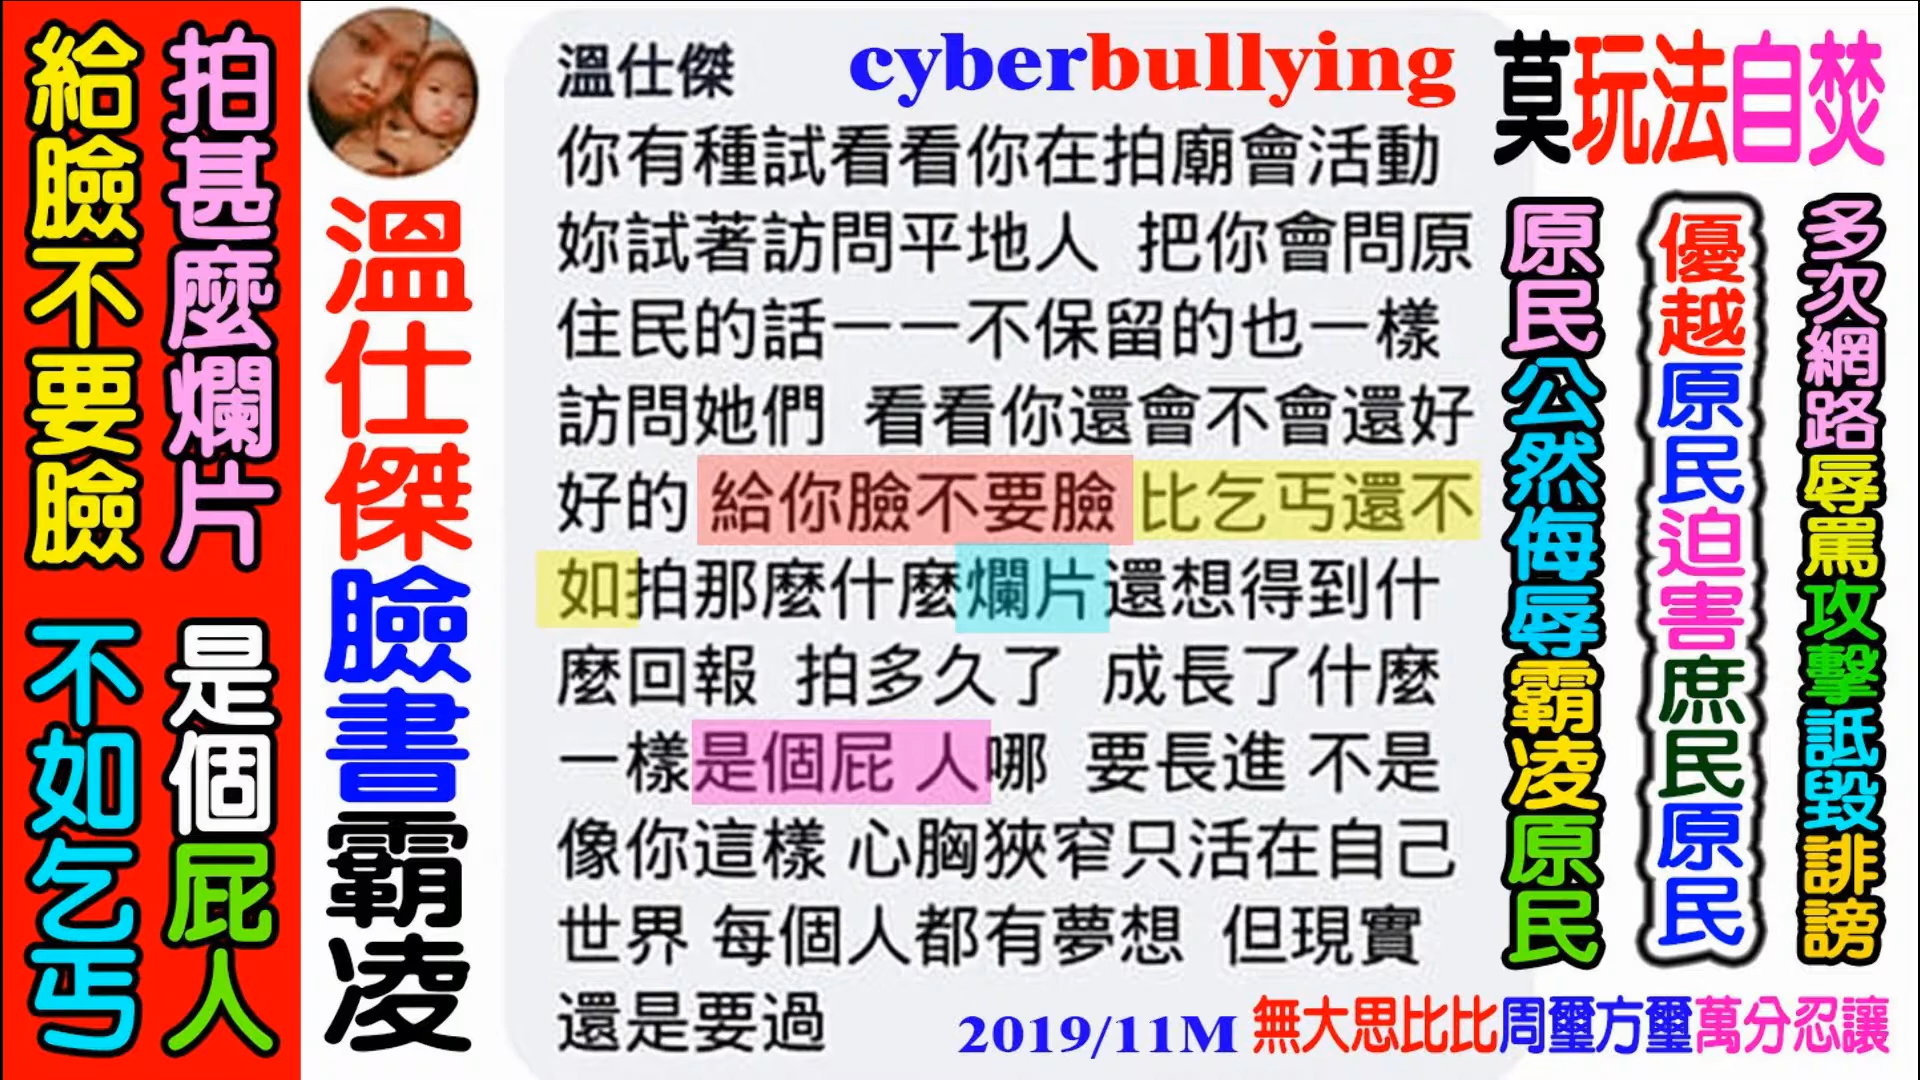 給臉不要臉 不如乞丐
拍甚麼爛片 是個屁人
溫仕傑臉書霸凌
溫仕傑
cyberbullying
你有種試看看你在拍廟會活動
妳試著訪問平地人 把你會問原
住民的話一一不保留的也一樣
訪問她們 看看你還會不會還好
好的 給你臉不要臉 比乞丐還不
如拍那麼什麼爛片還想得到什
麼回報 拍多久了 成長了什麼
一樣是個屁 人哪 要長進 不是
像你這樣 心胸狹窄只活在自己
世界 每個人都有夢想 但現實
還是要過
莫玩法自焚
原民公然侮辱霸凌原民
優越原民迫害庶民原民
多次網路辱罵攻擊詆毀誹謗
2019/11M 無大思比比周璽方璽萬分忍讓